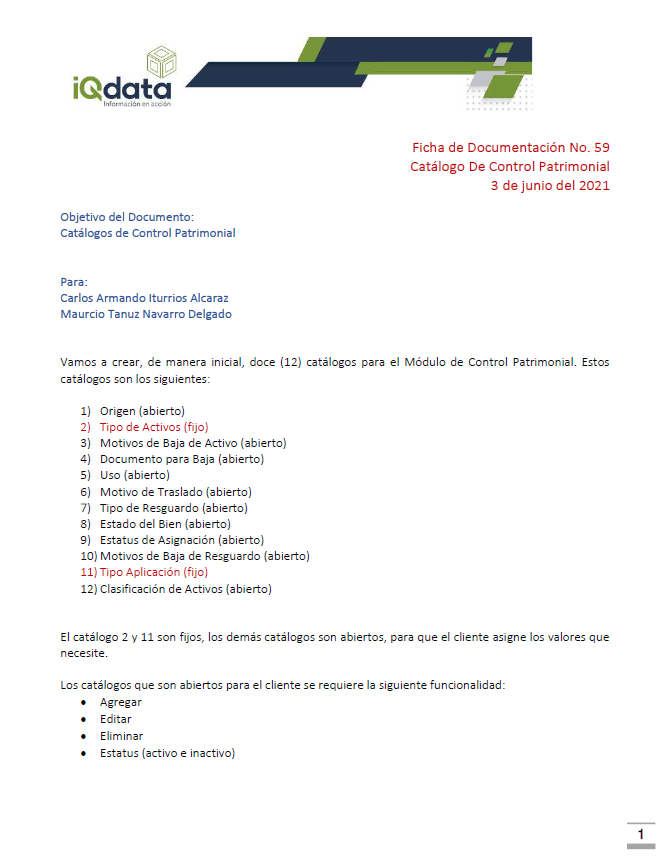 iQdata
Información en acción
Ficha de Documentación No. 59
Catálogo De Control Patrimonial
3 de junio del 2021
Objetivo del Documento:
Catálogos de Control Patrimonial
Para:
Carlos Armando Iturrios Alcaraz
Maurcio Tanuz Navarro Delgado
Vamos a crear, de manera inicial, doce (12) catálogos para el Módulo de Control Patrimonial. Estos
catálogos son los siguientes:
1) Origen (abierto)
2) Tipo de Activos (fijo)
3) Motivos de Baja de Activo (abierto)
4) Documento para Baja (abierto)
5) Uso (abierto)
6) Motivo de Traslado (abierto)
7) Tipo de Resguardo (abierto)
8) Estado del Bien (abierto)
9) Estatus de Asignación (abierto)
10) Motivos de Baja de Resguardo (abierto)
11) Tipo Aplicación (fijo)
12) Clasificación de Activos (abierto)
El catálogo 2 y 11 son fijos, los demás catálogos son abiertos, para que el cliente asigne los valores que
necesite.
Los catálogos que son abiertos para el cliente se requiere la siguiente funcionalidad:
• Agregar
• Editar
• Eliminar
• Estatus (activo e inactivo)
1